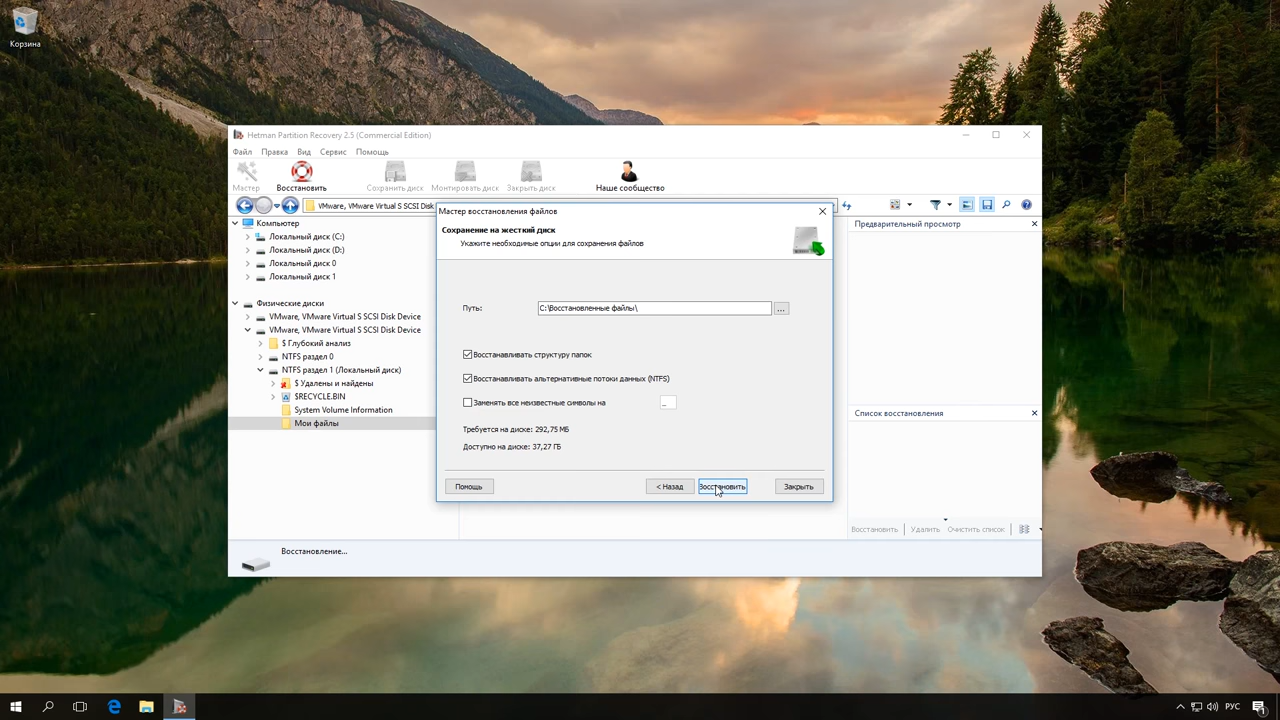 Корзина
Hetman Partition Recovery 2.5 (Commercial Edition)
Файл Правка Вид Сервис Помощь
Мастер Восстановить Сохранить диск Монтировать диск Закрыть диск Наше сообщество
VMware, VMware Virtual S SCSI Disk
Компьютер
Локальный диск (C:)
Локальный диск (D:)
Локальный диск 0
Локальный диск 1
Физические диски
VMware, VMware Virtual S SCSI Disk Device
VMware, VMware Virtual S SCSI Disk Device
$ Глубокий анализ
NTFS раздел 0
NTFS раздел 1 (Локальный диск)
$ Удалены и найдены
$RECYCLE.BIN
System Volume Information
Мои файлы
Мастер восстановления файлов
Сохранение на жесткий диск
Укажите необходимые опции для сохранения файлов
Путь: C:\Восстановленные файлы\ ...
Восстанавливать структуру папок
Восстанавливать альтернативные потоки данных (NTFS)
Заменять все неизвестные символы на _
Требуется на диске: 292,75 МБ
Доступно на диске: 37,27 ГБ
Помощь < Назад Восстановить Закрыть
Предварительный просмотр
Список восстановления
Восстановить Удалить Очистить список
Восстановление...
РУС
1